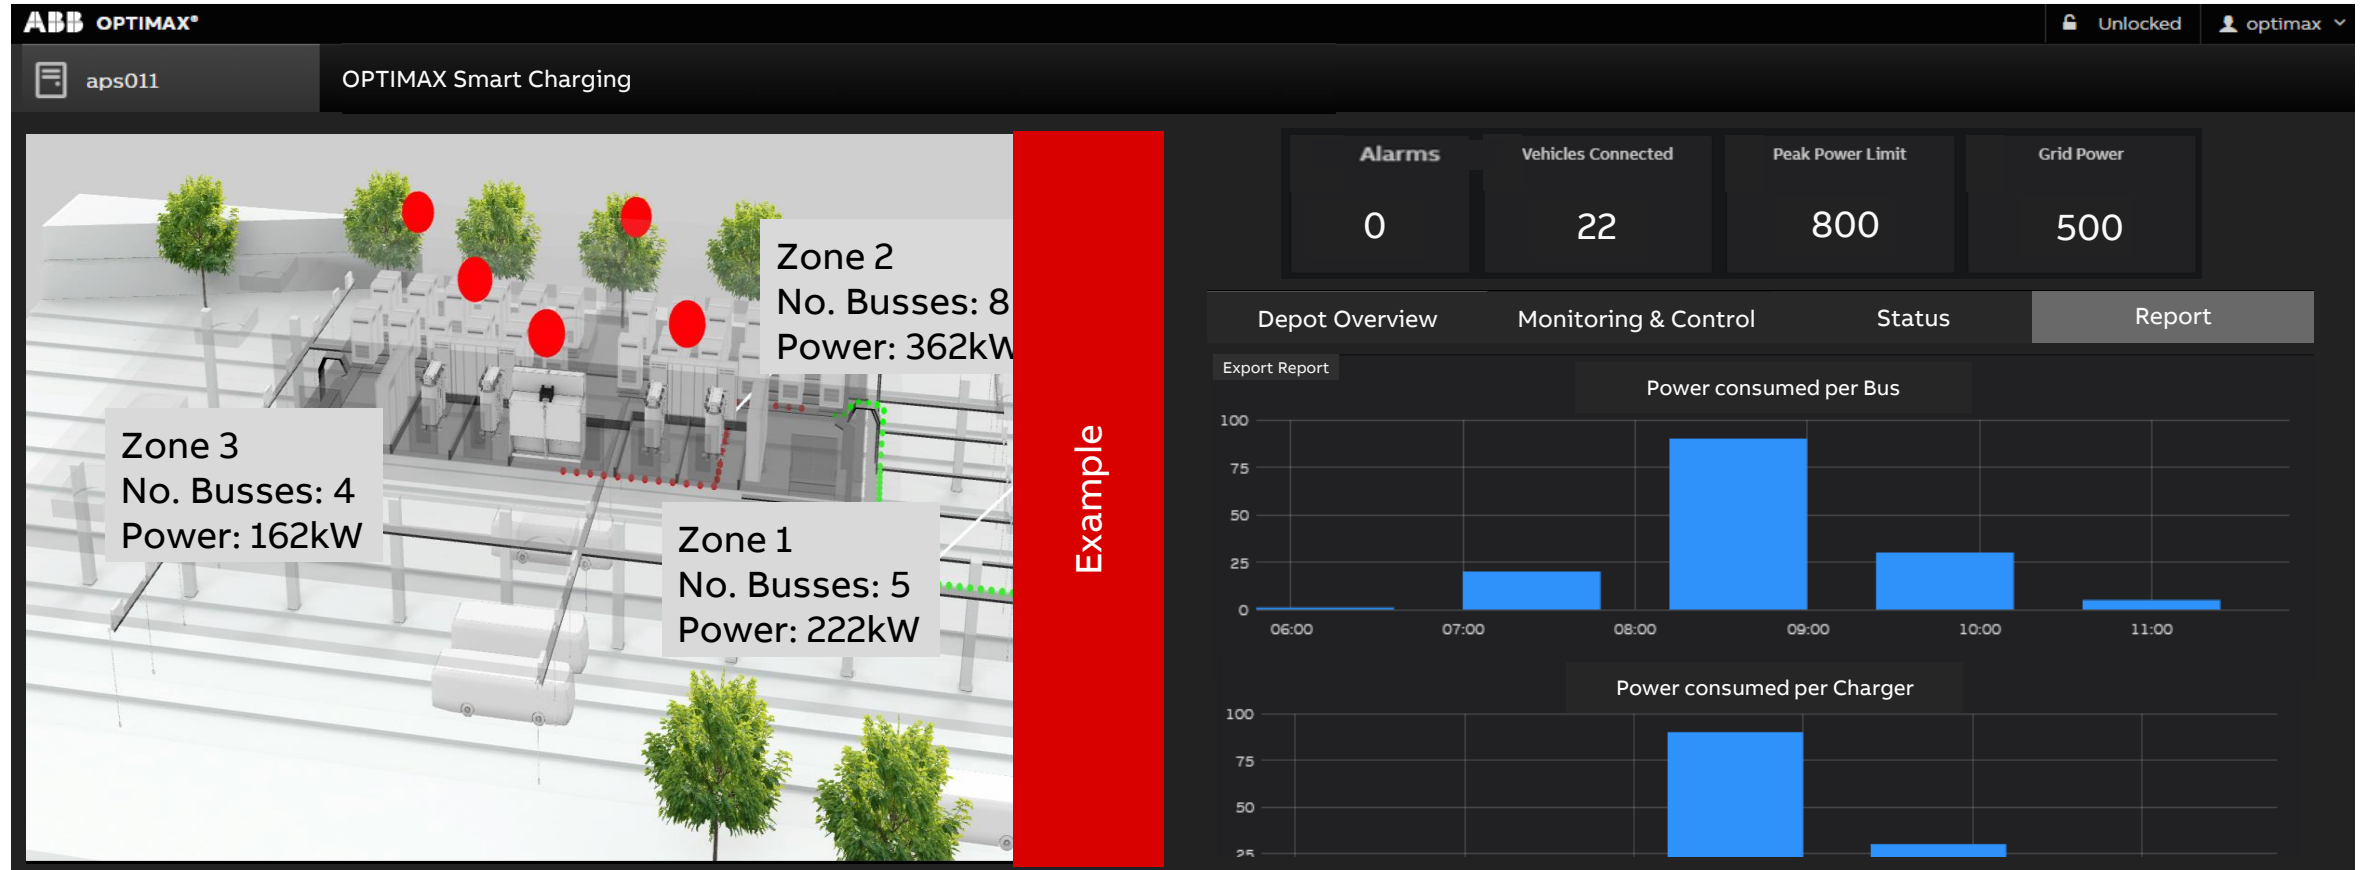 ABB OPTIMAX®
Unlocked
optimax
aps011
OPTIMAX Smart Charging
Zone 2
No. Busses: 8
Power: 362kW
Zone 3
No. Busses: 4
Power: 162kW
Zone 1
No. Busses: 5
Power: 222kW
Example
Alarms
0
Vehicles Connected
22
Peak Power Limit
800
Grid Power
500
Depot Overview
Monitoring & Control
Status
Report
Export Report
Power consumed per Bus
100
75
50
25
0
06:00 07:00 08:00 09:00 10:00 11:00
Power consumed per Charger
100
75
50
25